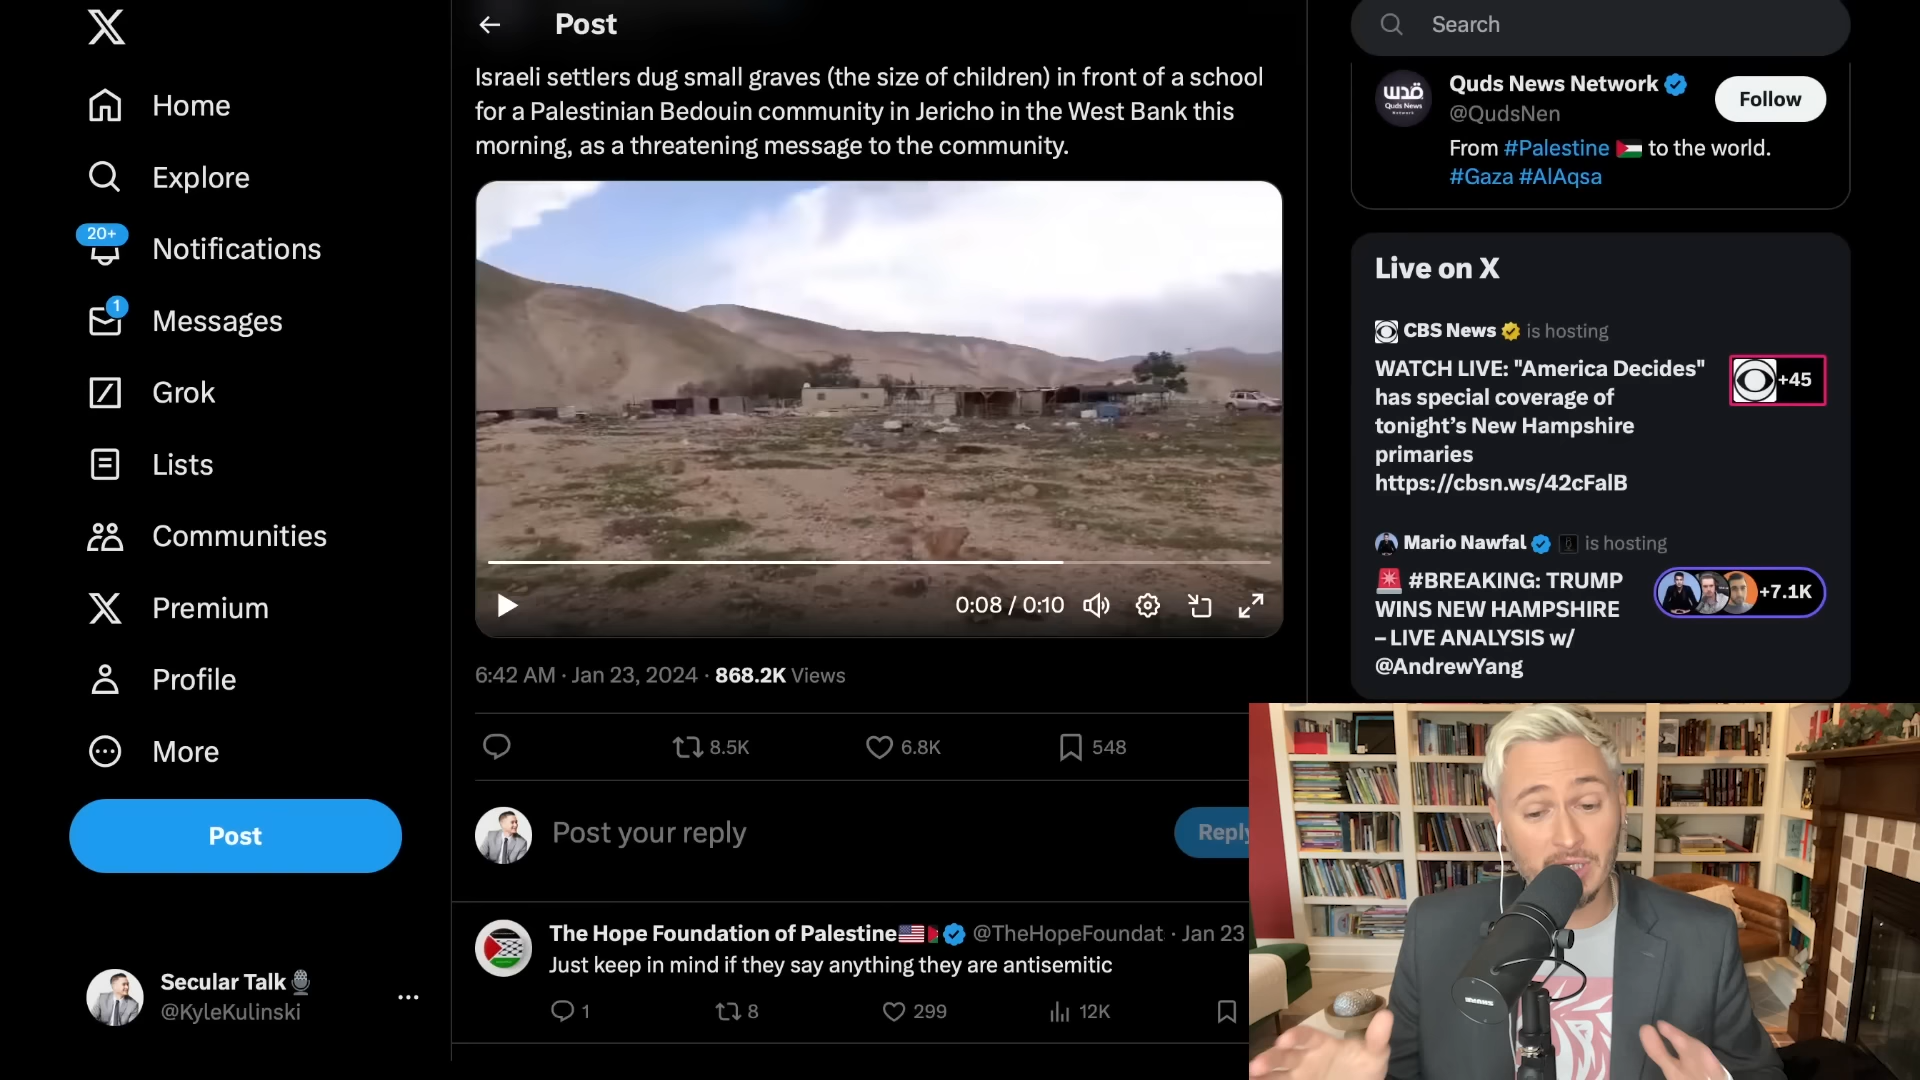 Home
Explore
20+
Notifications
1
Messages
Grok
Lists
Communities
Premium
Profile
More
Post
Secular Talk
@KyleKulinski
Post
Israeli settlers dug small graves (the size of children) in front of a school
for a Palestinian Bedouin community in Jericho in the West Bank this
morning, as a threatening message to the community.
0:08 / 0:10
6:42 AM · Jan 23, 2024 · 868.2K Views
8.5K
6.8K
548
Post your reply
Reply
The Hope Foundation of Palestine @TheHopeFoundat · Jan 23
Just keep in mind if they say anything they are antisemitic
1
8
299
12K
Search
قدس
Quds News
Network
Quds News Network
@QudsNen
Follow
From #Palestine to the world.
#Gaza #AlAqsa
Live on X
CBS News is hosting
WATCH LIVE: "America Decides"
has special coverage of
tonight’s New Hampshire
primaries
https://cbsn.ws/42cFalB
+45
Mario Nawfal is hosting
#BREAKING: TRUMP
WINS NEW HAMPSHIRE
– LIVE ANALYSIS w/
@AndrewYang
+7.1K